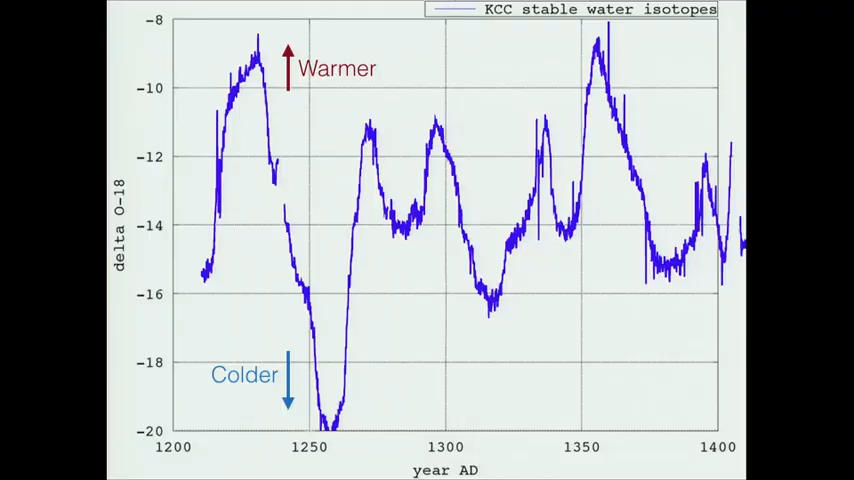 KCC stable water isotopes
-8
Warmer
-10
-12
delta O-18
-14
-16
-18
Colder
-20
1200
1250
1300
1350
1400
year AD